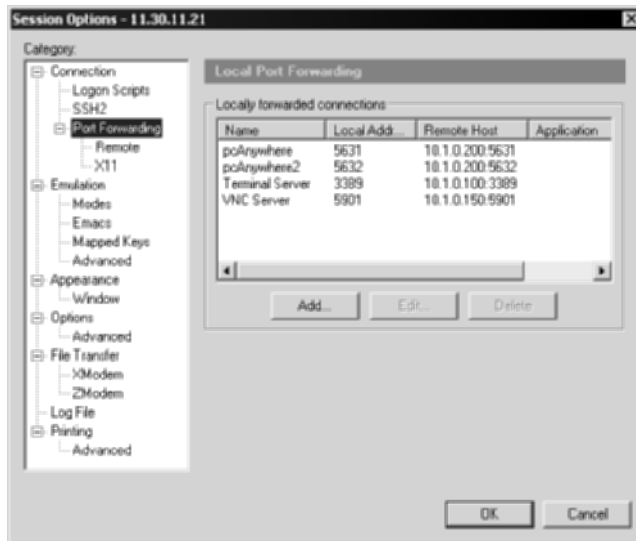 Session Options - 11.30.11.21
Category:
Connection
Logon Scripts
SSH2
Port Forwarding
Remote
X11
Emulation
Modes
Emacs
Mapped Keys
Advanced
Appearance
Window
Options
Advanced
File Transfer
XModem
ZModem
Log File
Printing
Advanced
Local Port Forwarding
Locally forwarded connections
Name Local Addr... Remote Host Application
pcAnywhere 5631 10.1.0.200:5631
pcAnywhere2 5632 10.1.0.200:5632
Terminal Server 3389 10.1.0.100:3389
VNC Server 5901 10.1.0.150:5901
Add... Edit... Delete
OK Cancel